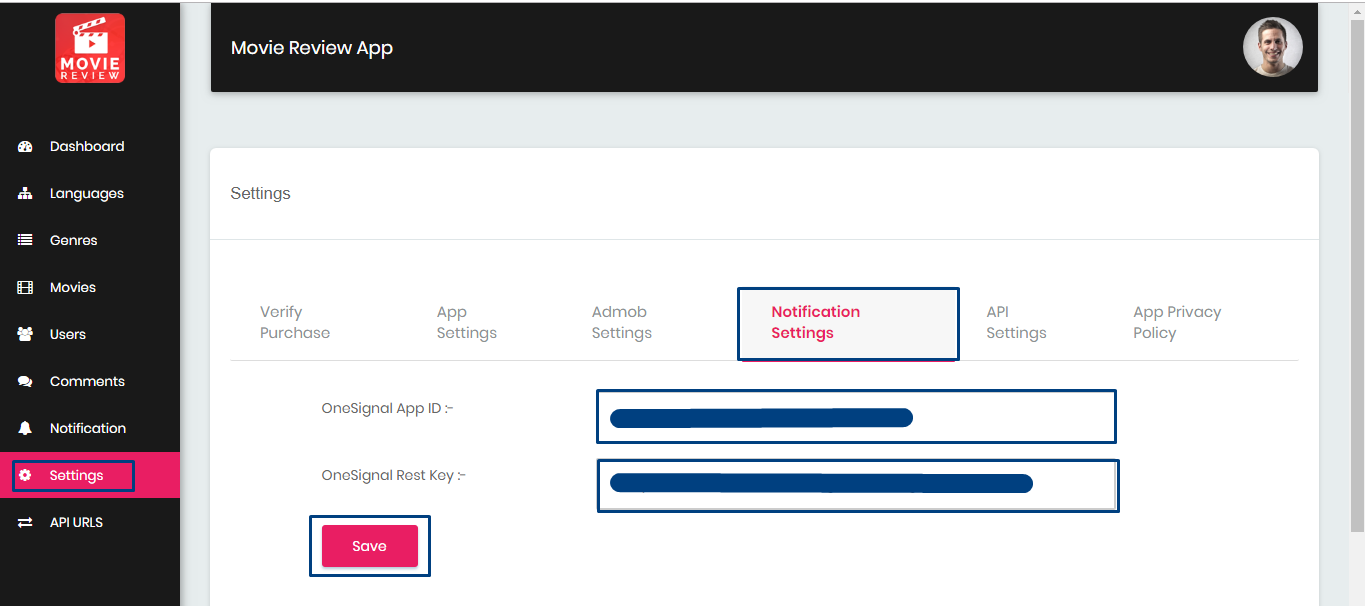 MOVIE
REVIEW
Movie Review App
Dashboard
Languages
Genres
Movies
Users
Comments
Notification
Settings
API URLS
Settings
Verify
Purchase
App
Settings
Admob
Settings
Notification
Settings
API
Settings
App Privacy
Policy
OneSignal App ID :-
OneSignal Rest Key :-
Save